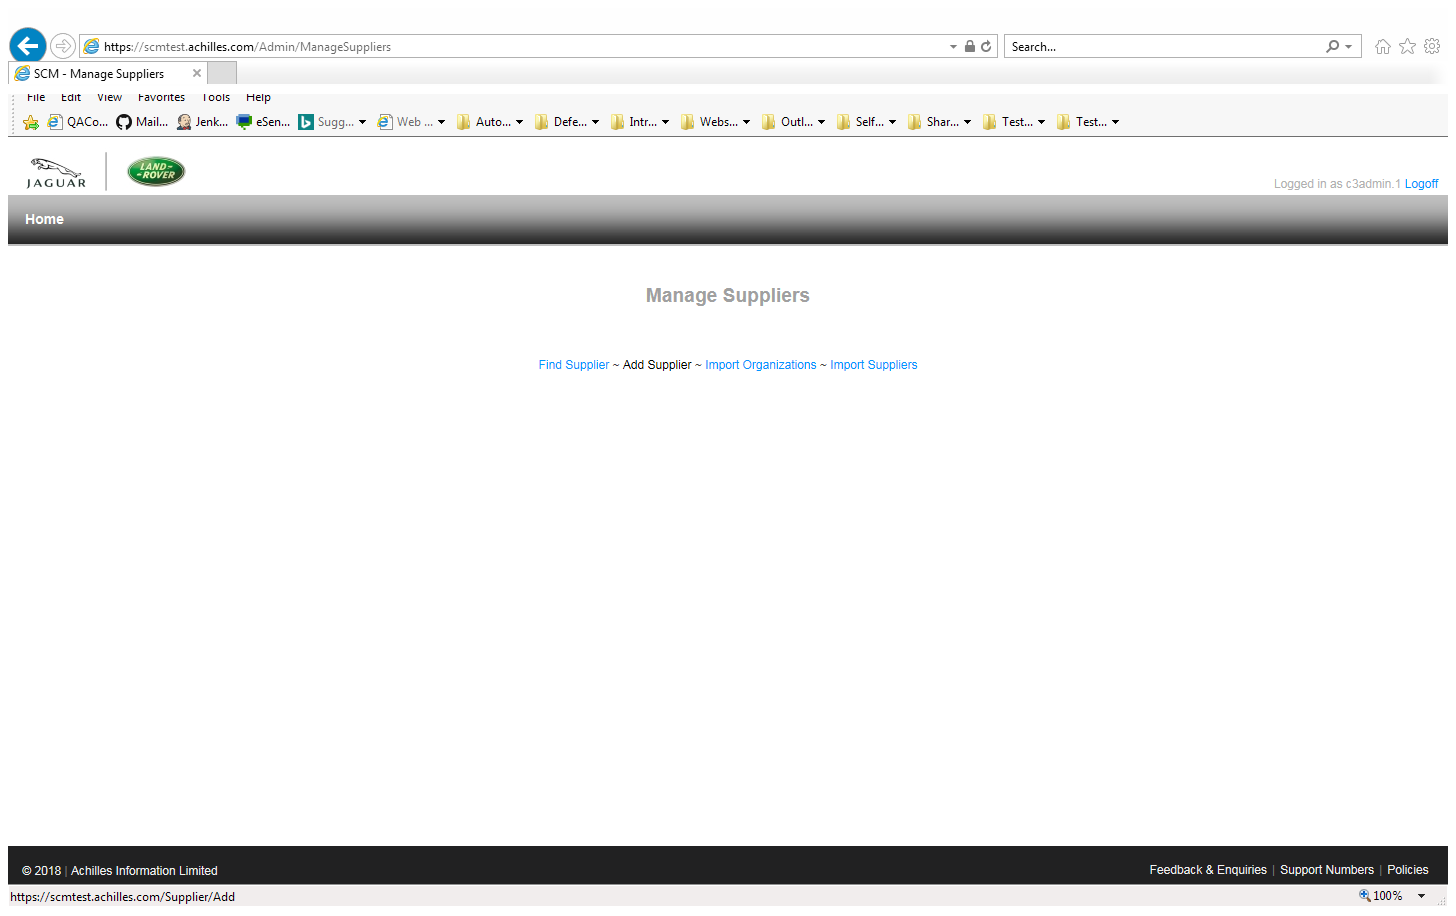 https://scmtest.achilles.com/Admin/ManageSuppliers
Search...
SCM - Manage Suppliers
File Edit View Favorites Tools Help
QACo... Mail... Jenk... eSen... Sugg... Web ... Auto... Defe... Intr... Webs... Outl... Self... Shar... Test... Test...
JAGUAR
LAND-
-ROVER
Logged in as c3admin.1 Logoff
Home
Manage Suppliers
Find Supplier ~ Add Supplier ~ Import Organizations ~ Import Suppliers
© 2018 | Achilles Information Limited
Feedback & Enquiries | Support Numbers | Policies
https://scmtest.achilles.com/Supplier/Add
100%